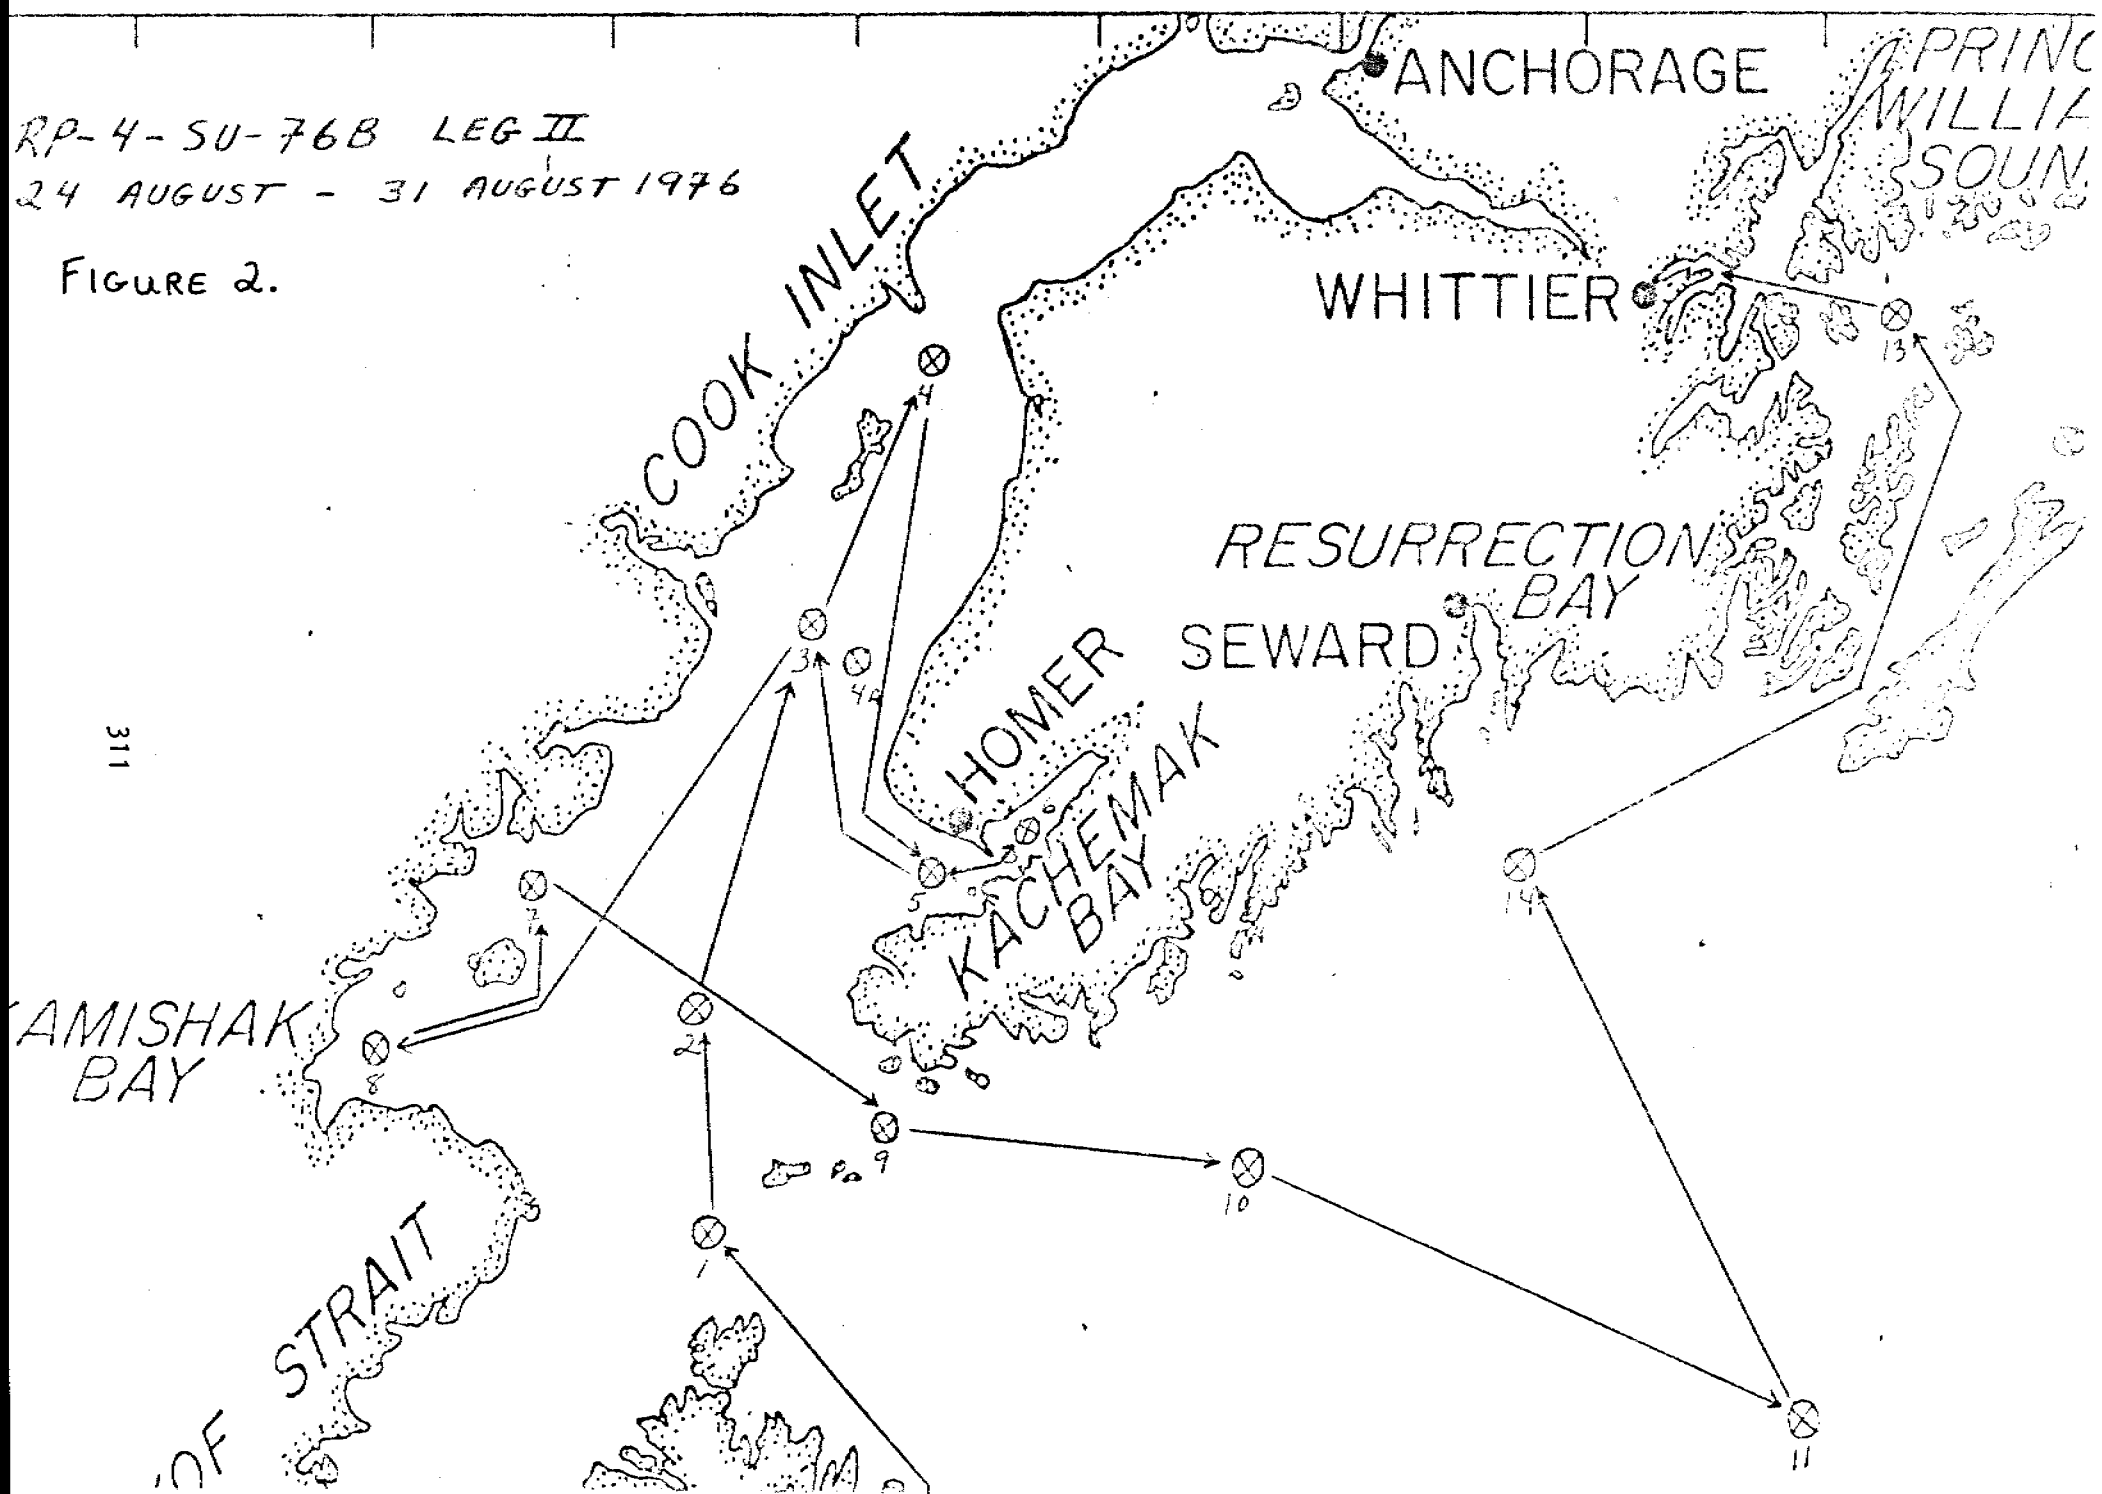 ANCHORAGE
PRINC
WILLIA
SOUN
RP-4-SU-76B LEG II
24 AUGUST - 31 AUGUST 1976
FIGURE 2.
COOK INLET
WHITTIER
13
4
RESURRECTION
BAY
SEWARD
3
4A
HOMER
311
6
KACHEMAK
BAY
5
7
14
KAMISHAK
BAY
8
2
9
10
1
STRAIT
OF
11